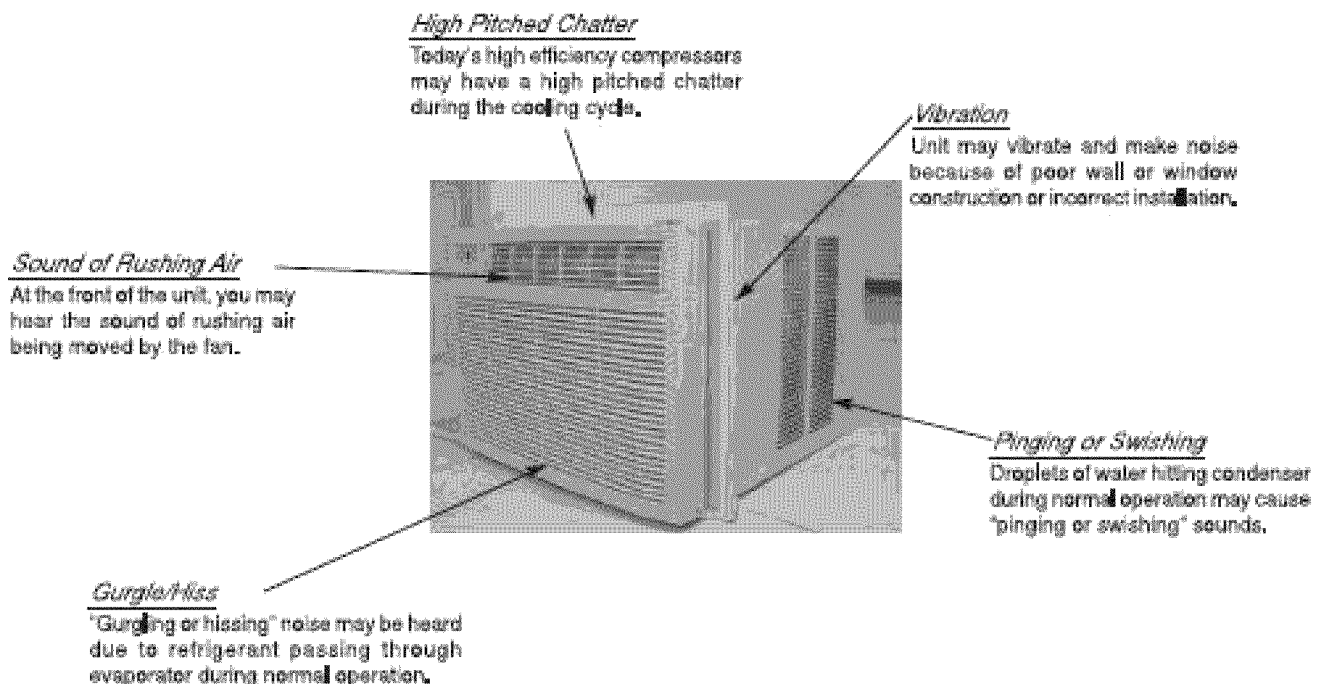 High Pitched Chatter
Today's high efficiency compressors
may have a high pitched chatter
during the cooling cycle.
Vibration
Unit may vibrate and make noise
because of poor wall or window
construction or incorrect installation.
Sound of Rushing Air
At the front of the unit, you may
hear the sound of rushing air
being moved by the fan.
Pinging or Swishing
Droplets of water hitting condenser
during normal operation may cause
"pinging or swishing" sounds.
Gurgle/Hiss
"Gurgling or hissing" noise may be heard
due to refrigerant passing through
evaporator during normal operation.